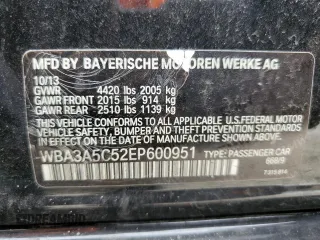 MFD BY BAYERISCHE MOTOREN WERKE AG
10/13
GVWR 4420 lbs 2005 kg
GAWR FRONT 2015 lbs 914 kg
GAWR REAR 2510 lbs 1139 kg
THIS VEHICLE CONFORMS TO ALL APPLICABLE
U.S. FEDERAL MOTOR VEHICLE SAFETY, BUMPER,
AND THEFT PREVENTION STANDARDS IN EFFECT ON
THE DATE OF MANUFACTURE SHOWN ABOVE.
WBA3A5C52EP600951 TYPE: PASSENGER CAR